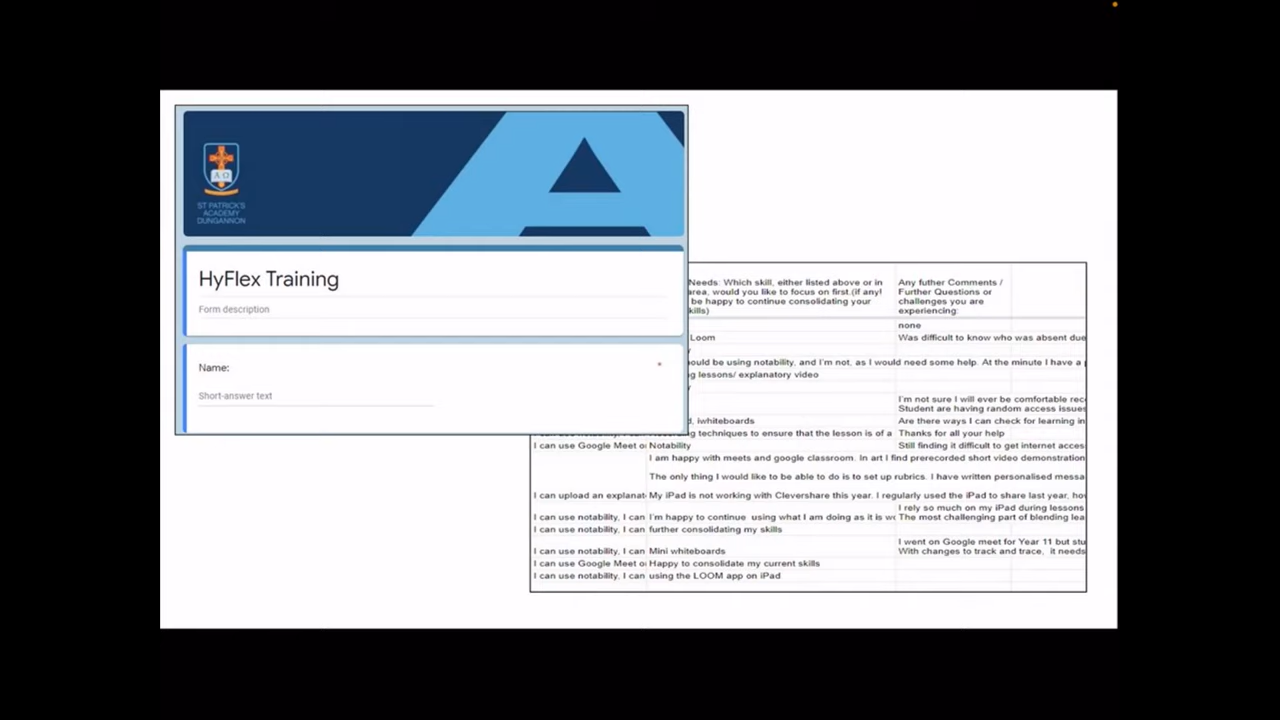 ST PATRICK'S
ACADEMY
DUNGANNON
HyFlex Training
Form description
Name:
*
Short-answer text
Needs: Which skill, either listed above or in
area, would you like to focus on first.(if any!
be happy to continue consolidating your
kills)
Any futher Comments /
Further Questions or
challenges you are
experiencing:
none
Loom
Was difficult to know who was absent due
ould be using notability, and I'm not, as I would need some help. At the minute I have a p
g lessons/ explanatory video
I'm not sure I will ever be comfortable rec
Student are having random access issues
d, iwhiteboards
Are there ways I can check for learning in
techniques to ensure that the lesson is of a
Thanks for all your help
I can use Google Meet o
Notability
Still finding it difficult to get internet acces
I am happy with meets and google classroom. In art I find prerecorded short video demonstration
The only thing I would like to be able to do is to set up rubrics. I have written personalised messa
I can upload an explanat
My iPad is not working with Clevershare this year. I regularly used the iPad to share last year, ho
I rely so much on my iPad during lessons
I can use notability, I can
I'm happy to continue using what I am doing as it is wo
The most challenging part of blending lea
I can use notability, I can
further consolidating my skills
I went on Google meet for Year 11 but stu
I can use notability, I can
Mini whiteboards
With changes to track and trace, it needs
I can use Google Meet o
Happy to consolidate my current skills
I can use notability, I can
using the LOOM app on iPad